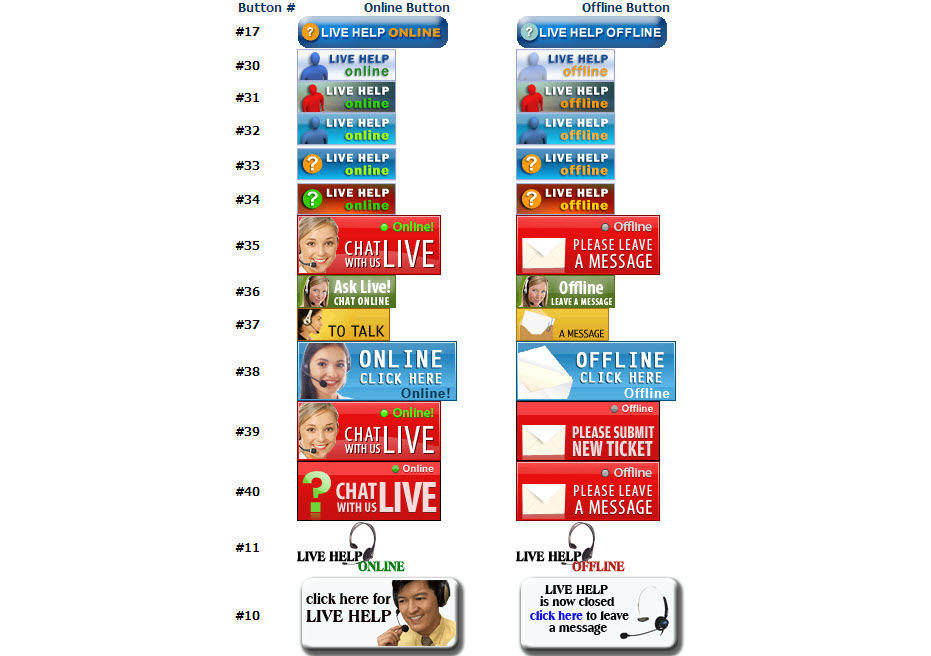 Button # Online Button Offline Button
#17 ? LIVE HELP ONLINE ? LIVE HELP OFFLINE
#30 LIVE HELP LIVE HELP
online offline
#31 LIVE HELP LIVE HELP
online offline
#32 LIVE HELP LIVE HELP
online offline
#33 ? LIVE HELP ? LIVE HELP
online offline
#34 ? LIVE HELP ? LIVE HELP
online offline
#35 Online! Offline
CHAT WITH US LIVE PLEASE LEAVE
A MESSAGE
#36 Ask Live! Offline
CHAT ONLINE LEAVE A MESSAGE
#37 TO TALK A MESSAGE
#38 ONLINE OFFLINE
CLICK HERE CLICK HERE
Online! Offline
#39 Online! Offline
CHAT WITH US LIVE PLEASE SUBMIT
NEW TICKET
#40 Online Offline
? CHAT WITH US LIVE PLEASE LEAVE
A MESSAGE
#11 LIVE HELP LIVE HELP
ONLINE OFFLINE
#10 click here for LIVE HELP
LIVE HELP is now closed
click here to leave
a message